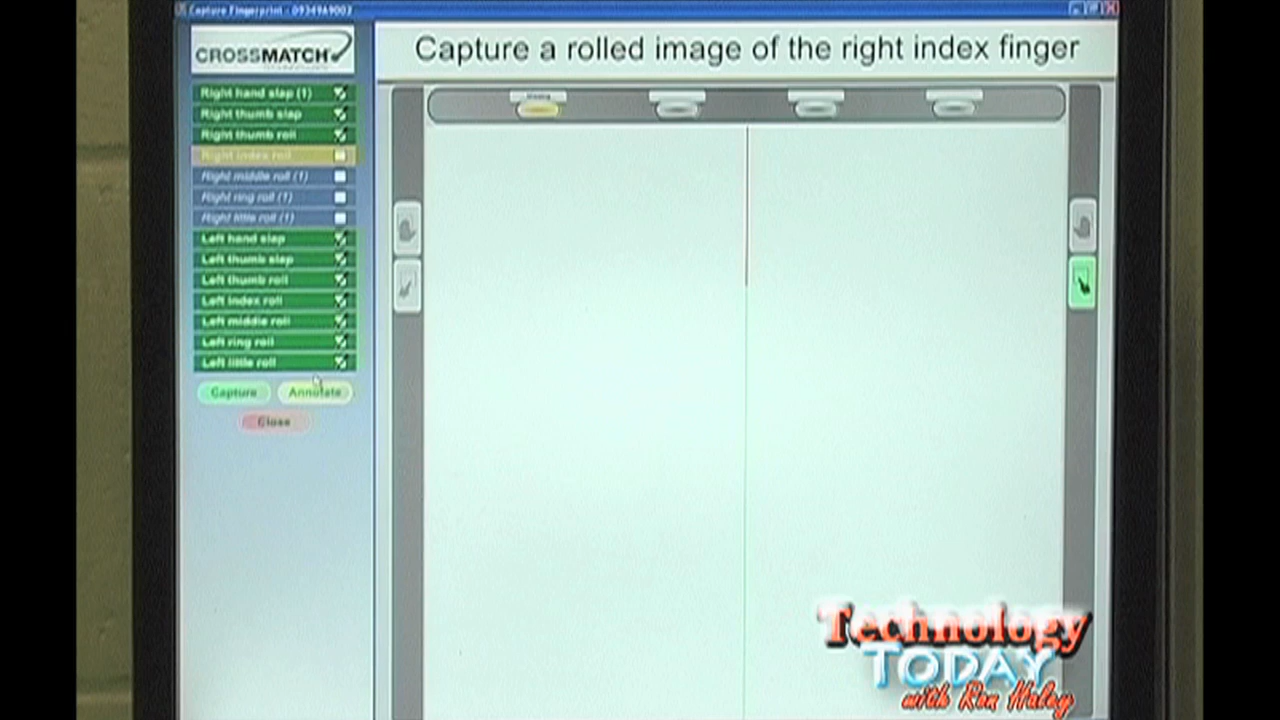 Capture Fingerprint - 09349A9002
CROSSMATCH
Capture a rolled image of the right index finger
Right hand slap (1)
Right thumb slap
Right thumb roll
Right index roll
Right middle roll (1)
Right ring roll (1)
Right little roll (1)
Left hand slap
Left thumb slap
Left thumb roll
Left index roll
Left middle roll
Left ring roll
Left little roll
Capture Annotate
Close
Technology
TODAY
with Ron Haley